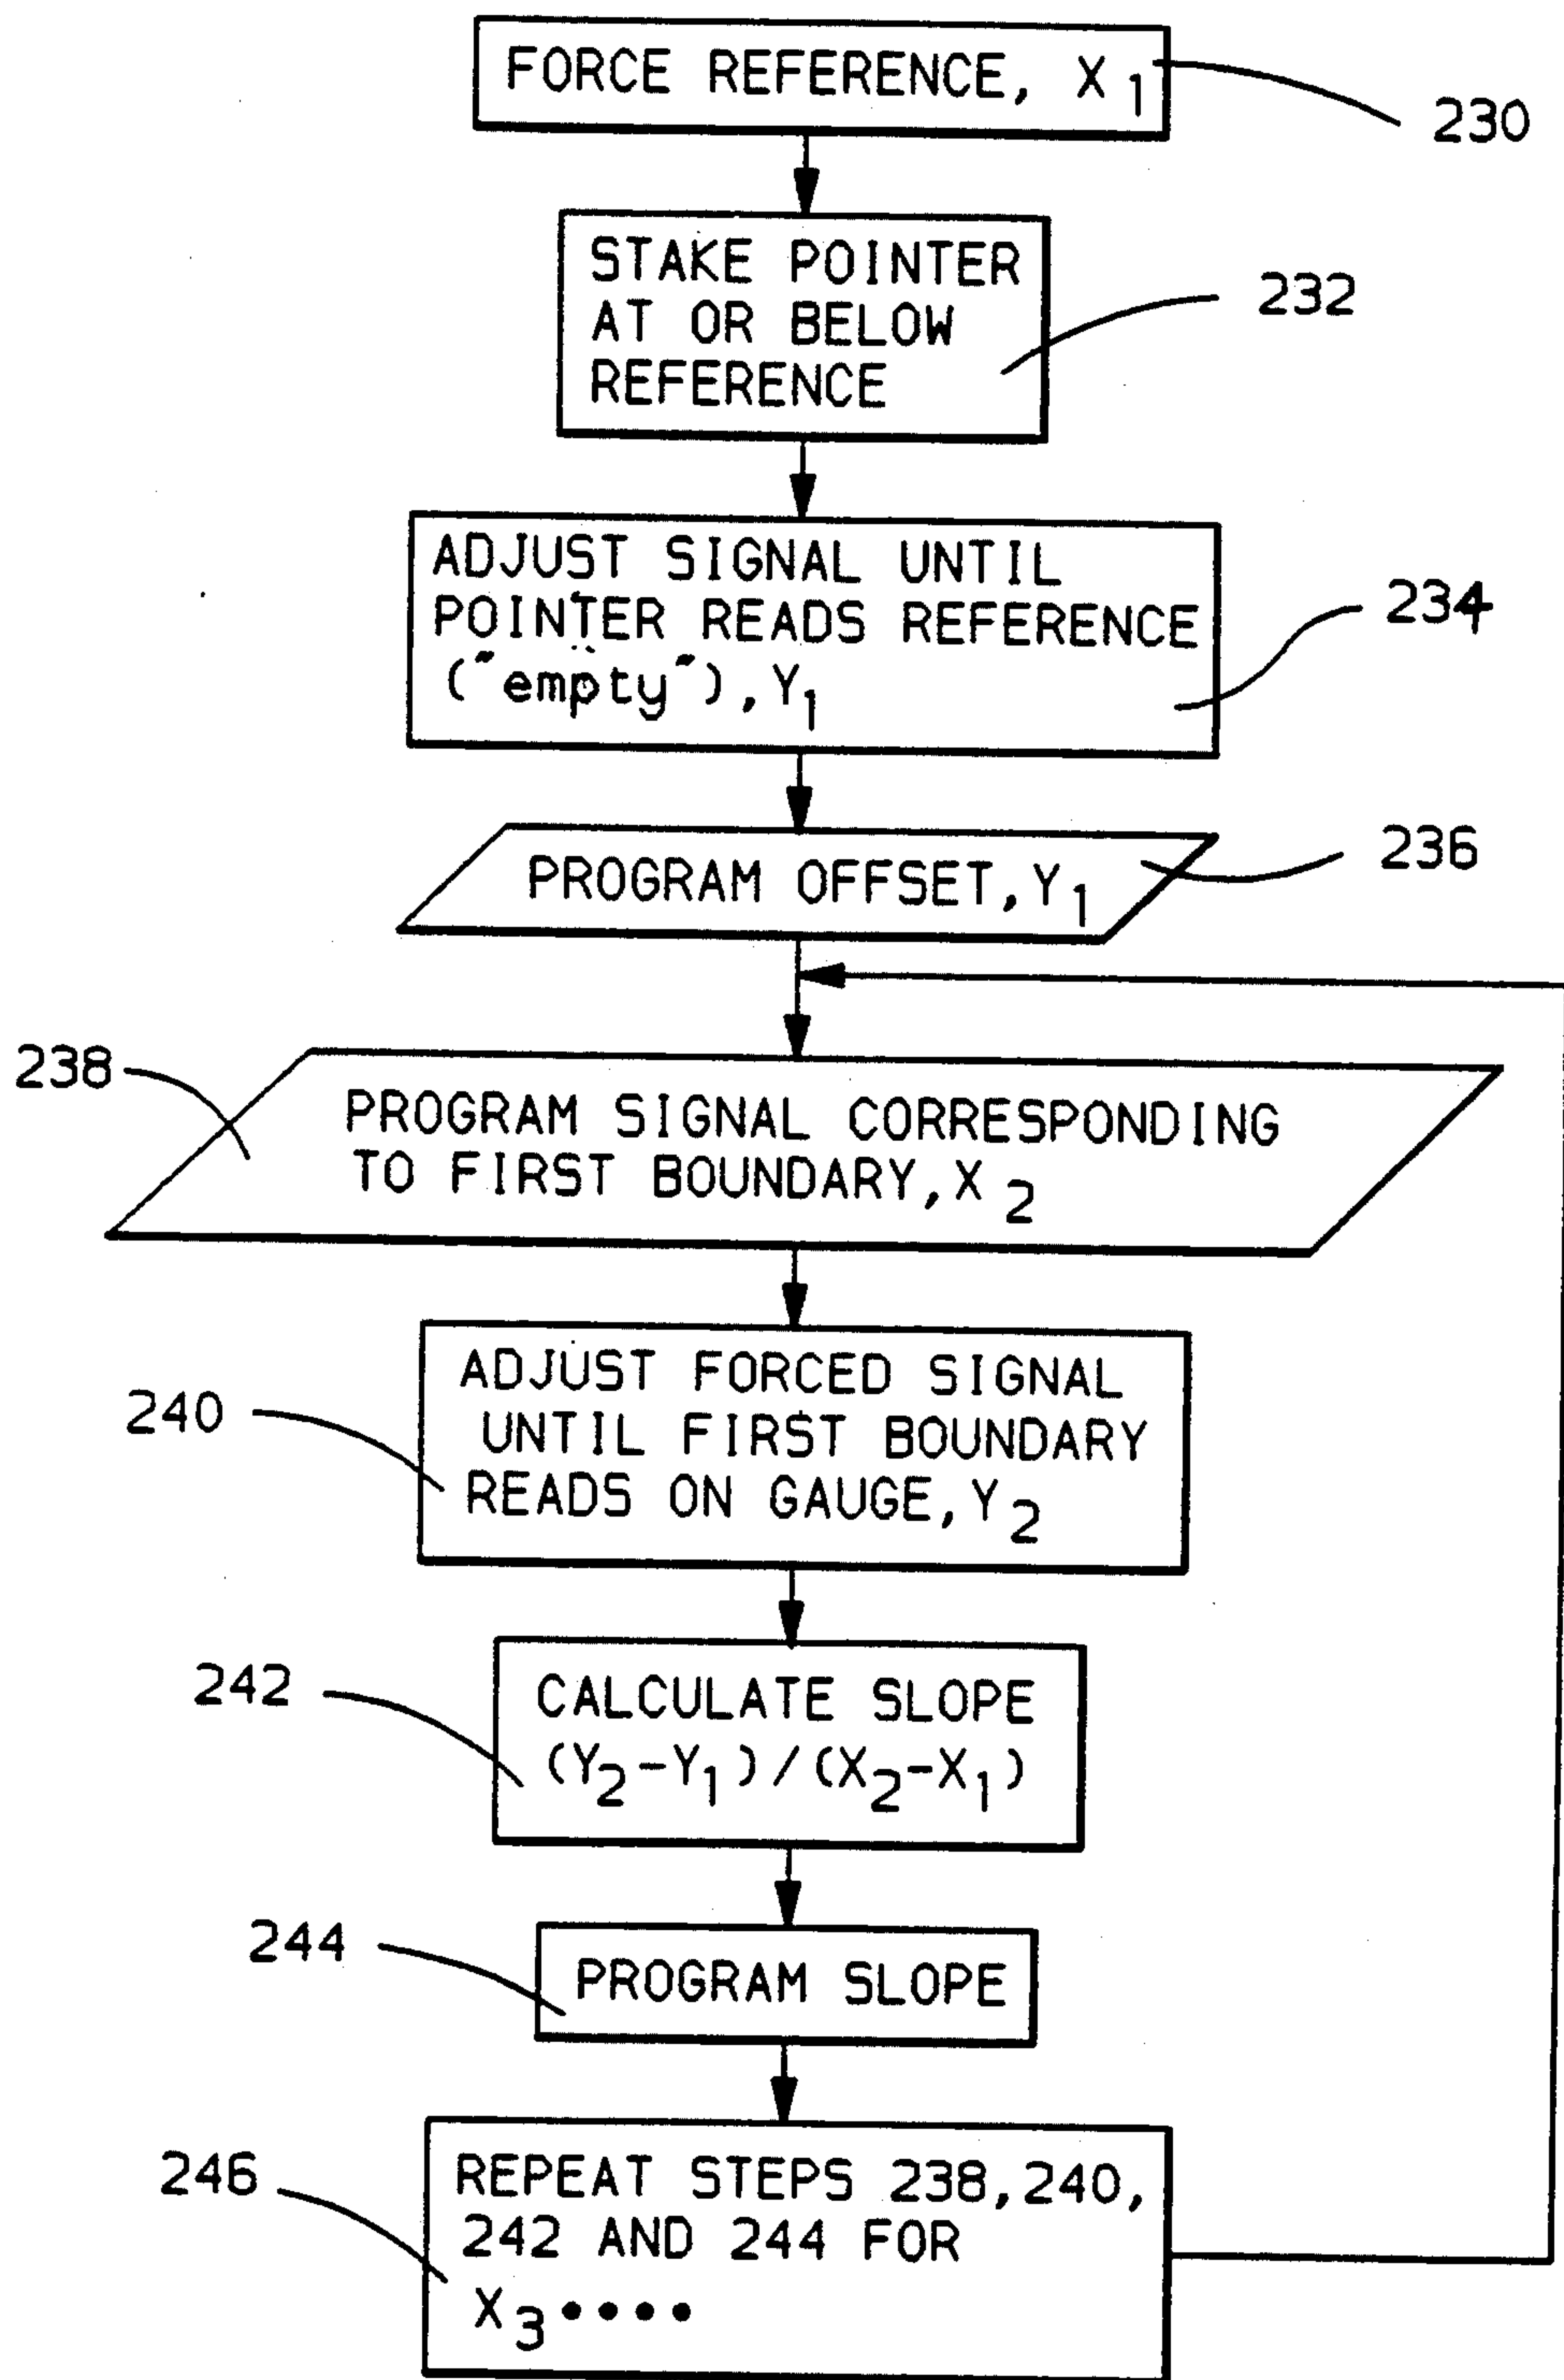 FORCE REFERENCE, X1
230
STAKE POINTER
AT OR BELOW
REFERENCE
232
ADJUST SIGNAL UNTIL
POINTER READS REFERENCE
("empty"), Y1
234
PROGRAM OFFSET, Y1
236
238
PROGRAM SIGNAL CORRESPONDING
TO FIRST BOUNDARY, X2
240
ADJUST FORCED SIGNAL
UNTIL FIRST BOUNDARY
READS ON GAUGE, Y2
242
CALCULATE SLOPE
(Y2-Y1)/(X2-X1)
244
PROGRAM SLOPE
246
REPEAT STEPS 238, 240,
242 AND 244 FOR
X3••••